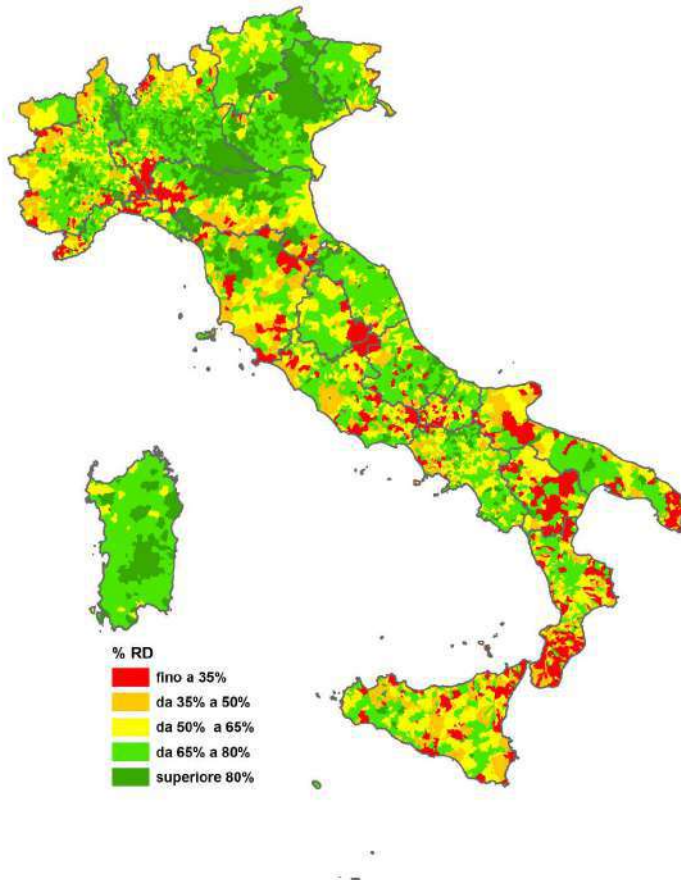 % RD
fino a 35%
da 35% a 50%
da 50% a 65%
da 65% a 80%
superiore 80%